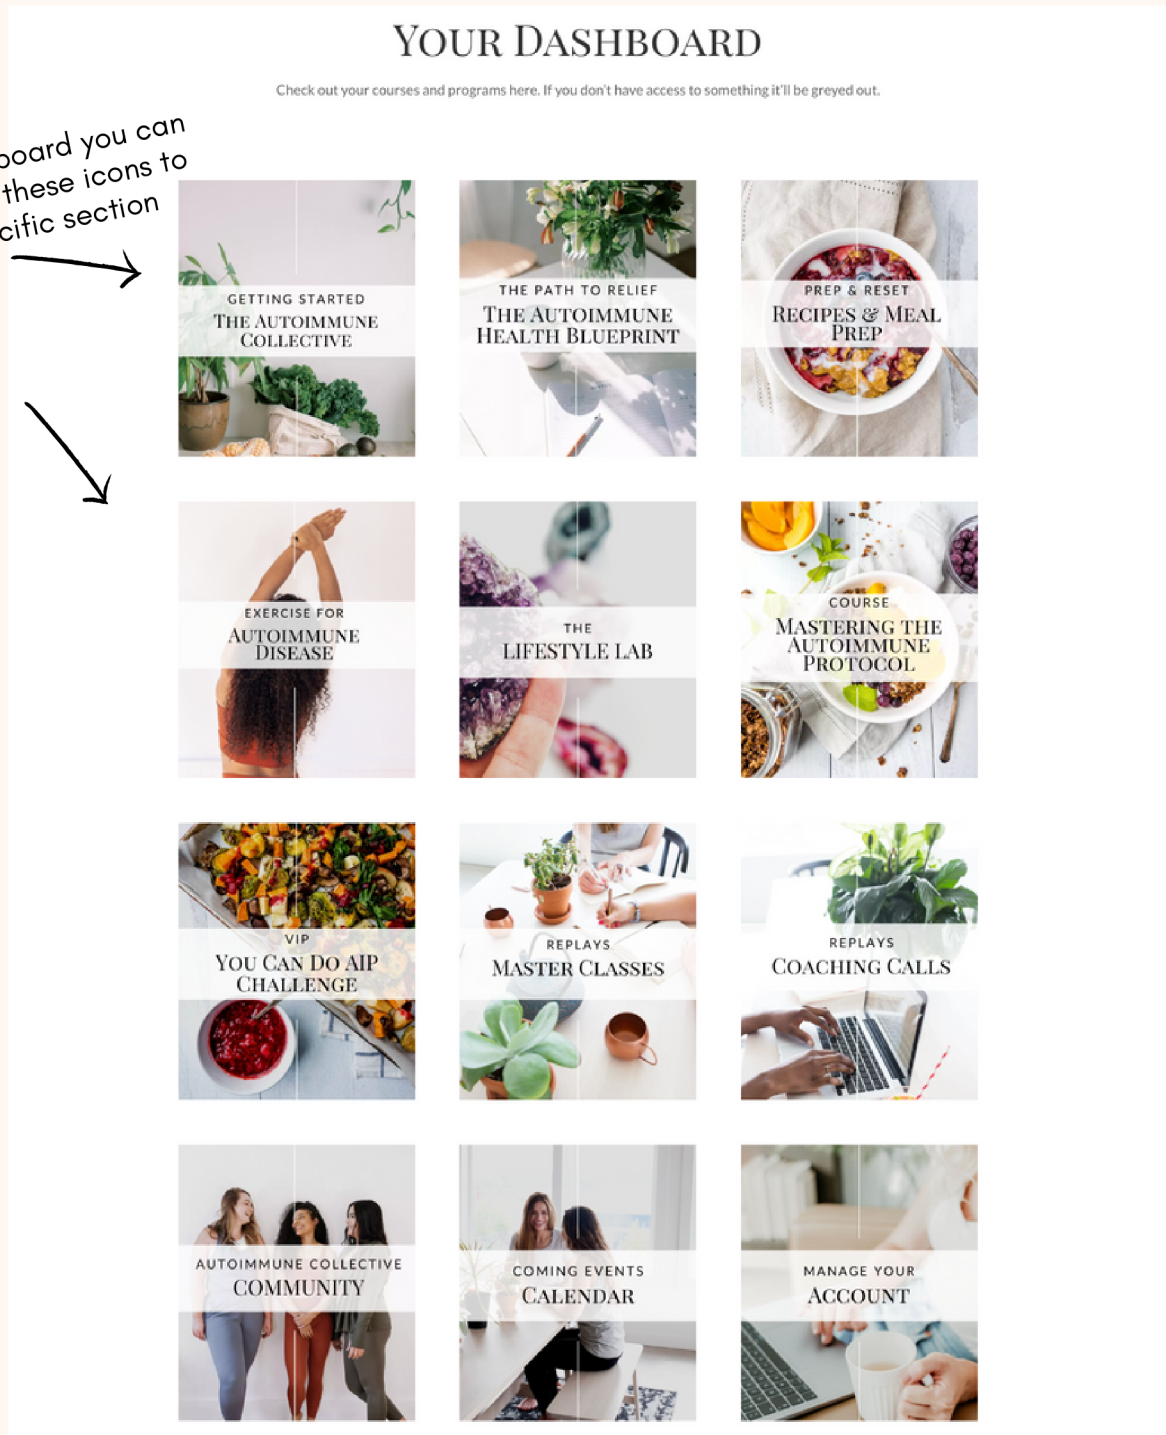 YOUR DASHBOARD
Check out your courses and programs here. If you don't have access to something it'll be greyed out.
board you can
these icons to
cific section
GETTING STARTED
THE AUTOIMMUNE
COLLECTIVE
THE PATH TO RELIEF
THE AUTOIMMUNE
HEALTH BLUEPRINT
PREP & RESET
RECIPES & MEAL
PREP
EXERCISE FOR
AUTOIMMUNE
DISEASE
THE
LIFESTYLE LAB
COURSE
MASTERING THE
AUTOIMMUNE
PROTOCOL
VIP
YOU CAN DO AIP
CHALLENGE
REPLAYS
MASTER CLASSES
REPLAYS
COACHING CALLS
AUTOIMMUNE COLLECTIVE
COMMUNITY
COMING EVENTS
CALENDAR
MANAGE YOUR
ACCOUNT